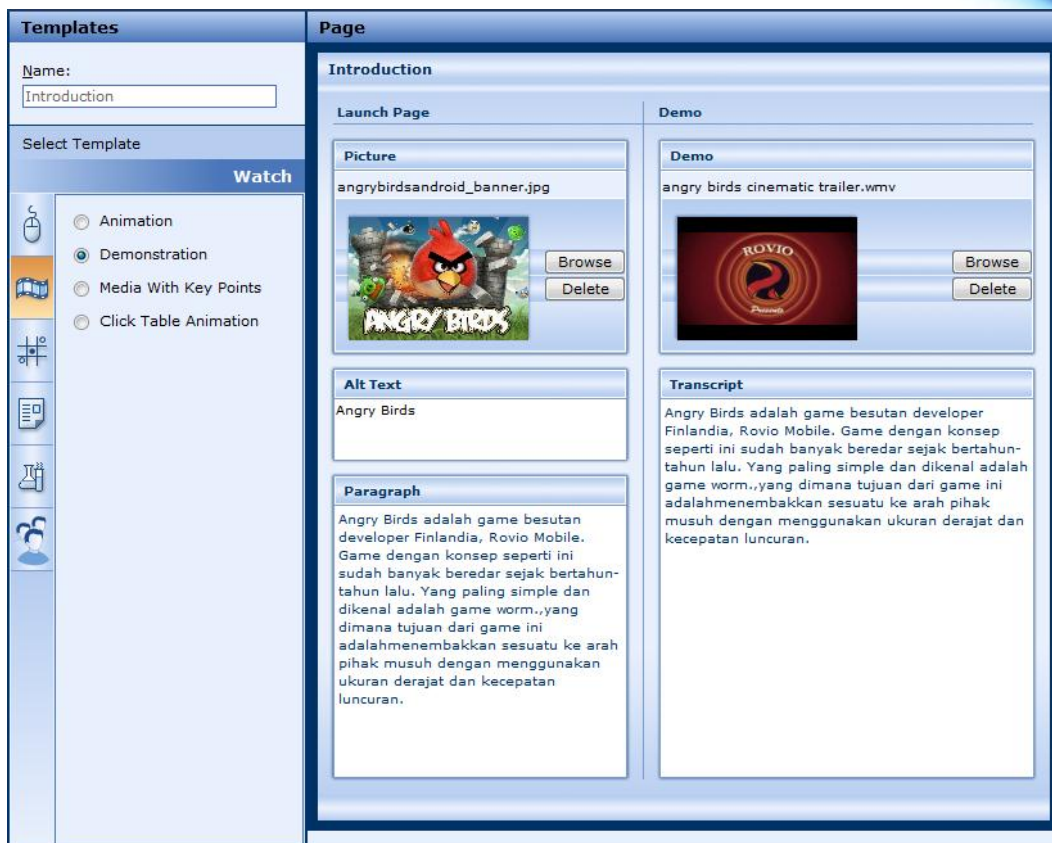 Templates
Name:
Introduction
Select Template
Watch
Animation
Demonstration
Media With Key Points
Click Table Animation
Page
Introduction
Launch Page
Picture
angrybirdsandroid_banner.jpg
ANGRY BIRDS
Browse
Delete
Alt Text
Angry Birds
Paragraph
Angry Birds adalah game besutan
developer Finlandia, Rovio Mobile.
Game dengan konsep seperti ini
sudah banyak beredar sejak bertahun-
tahun lalu. Yang paling simple dan
dikenal adalah game worm.,yang
dimana tujuan dari game ini
adalahmenembakkan sesuatu ke arah
pihak musuh dengan menggunakan
ukuran derajat dan kecepatan
luncuran.
Demo
Demo
angry birds cinematic trailer.wmv
ROVIO
Presents
Browse
Delete
Transcript
Angry Birds adalah game besutan developer
Finlandia, Rovio Mobile. Game dengan konsep
seperti ini sudah banyak beredar sejak bertahun-
tahun lalu. Yang paling simple dan dikenal adalah
game worm.,yang dimana tujuan dari game ini
adalahmenembakkan sesuatu ke arah pihak
musuh dengan menggunakan ukuran derajat dan
kecepatan luncuran.